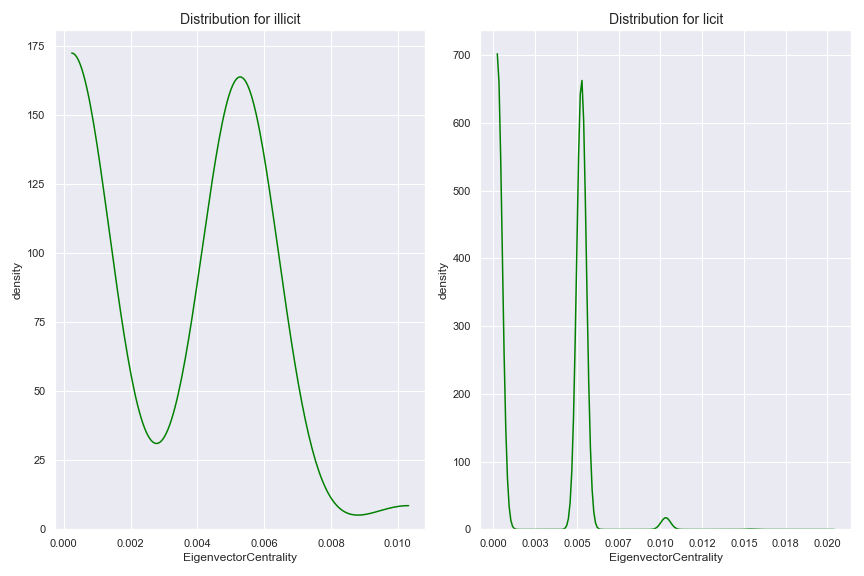 Distribution for illicit
175
150
125
100
75
50
25
0
density
0.000 0.002 0.004 0.006 0.008 0.010
EigenvectorCentrality
Distribution for licit
700
600
500
400
300
200
100
0
density
0.000 0.003 0.005 0.007 0.010 0.012 0.015 0.018 0.020
EigenvectorCentrality